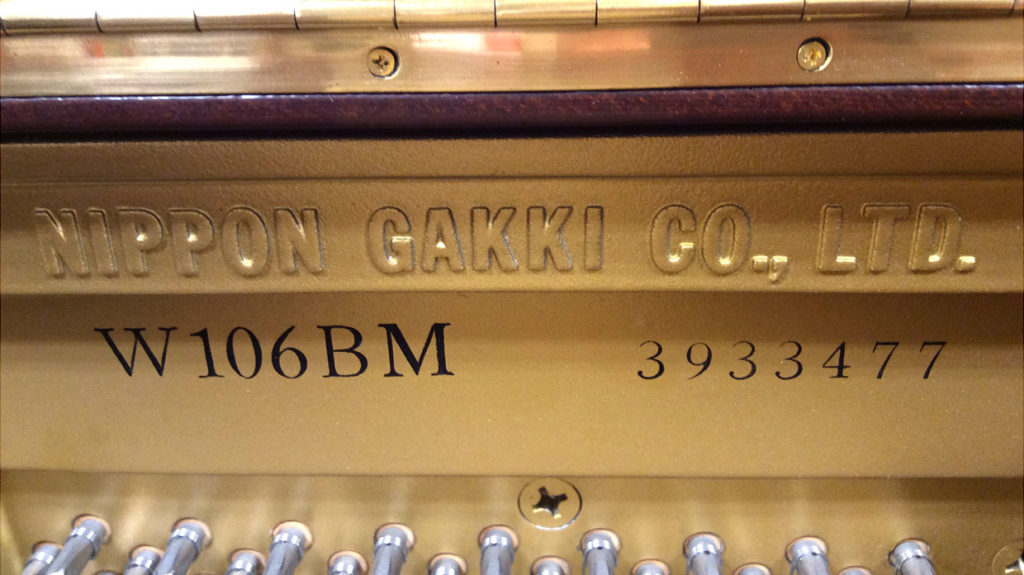 NIPPON GAKKI CO., LTD.
W106BM 3933477